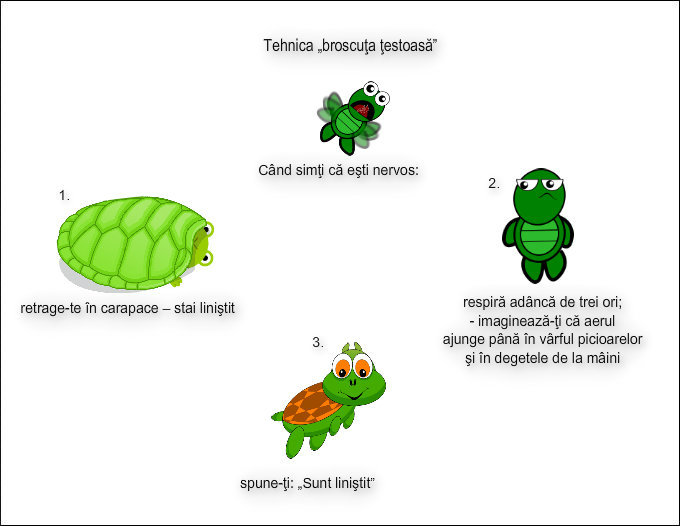 Tehnica „broscuţa ţestoasă”
Când simţi că eşti nervos:
1.
retrage-te în carapace – stai liniştit
2.
respiră adâncă de trei ori;
- imaginează-ţi că aerul
ajunge până în vârful picioarelor
şi în degetele de la mâini
3.
spune-ţi: „Sunt liniştit”